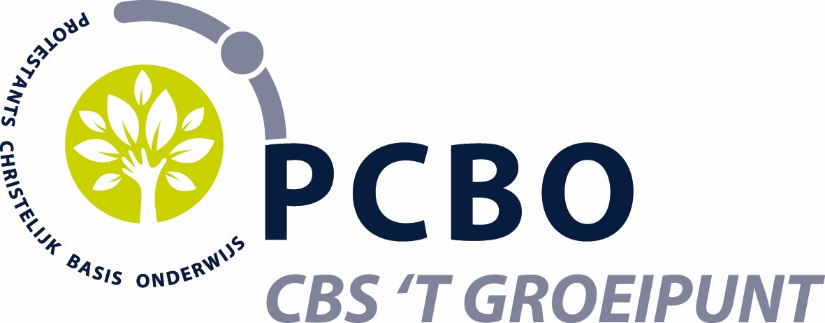 PROTESTANTS CHRISTELIJK BASIS ONDERWIJS
PCBO
CBS ‘T GROEIPUNT